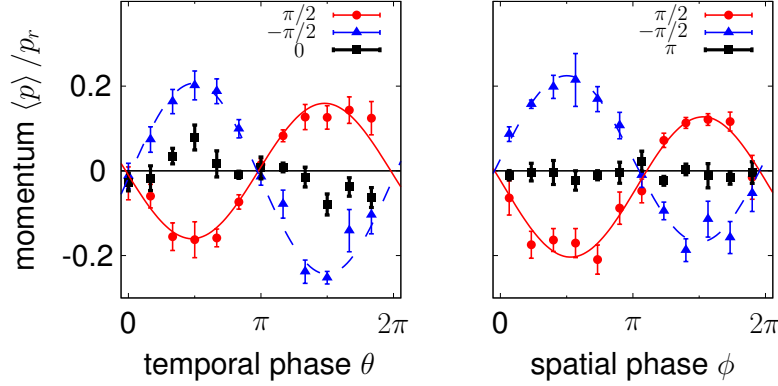 momentum ⟨p⟩/p_r
π/2
−π/2
0
0.2
0
-0.2
0
π
2π
temporal phase θ
π/2
−π/2
π
0
π
2π
spatial phase ϕ